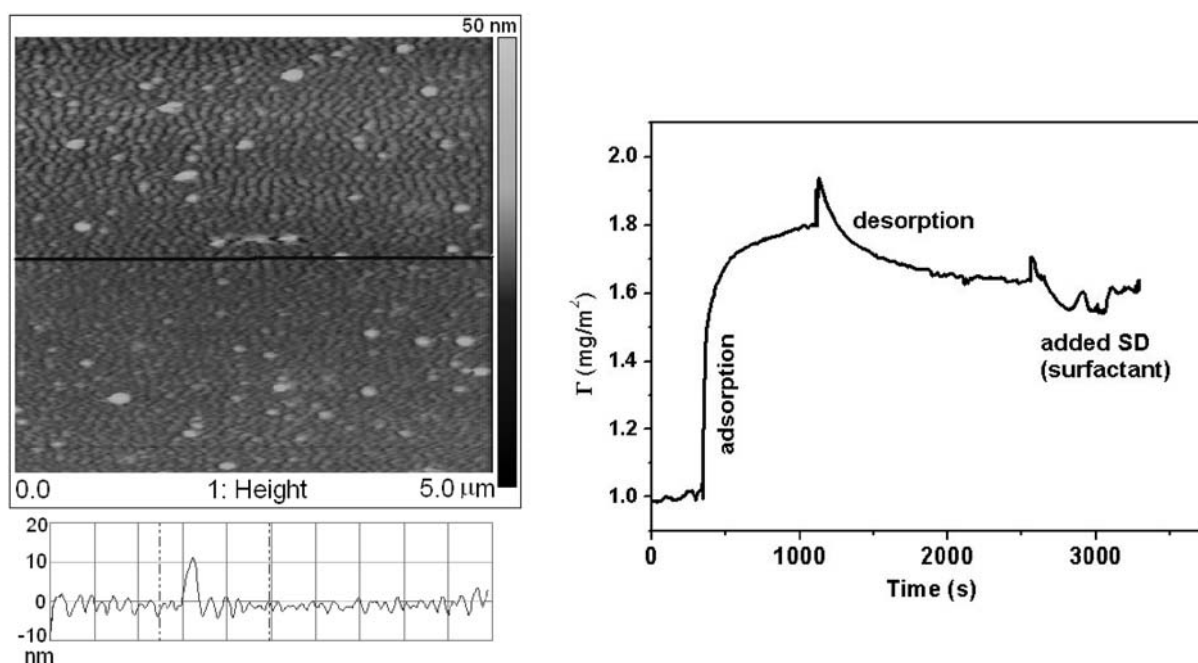 50 nm
0.0 1: Height 5.0 μm
20
10
0
-10
nm
2.0
1.8
1.6
1.4
1.2
1.0
Γ (mg/m²)
adsorption
desorption
added SD
(surfactant)
0 1000 2000 3000
Time (s)